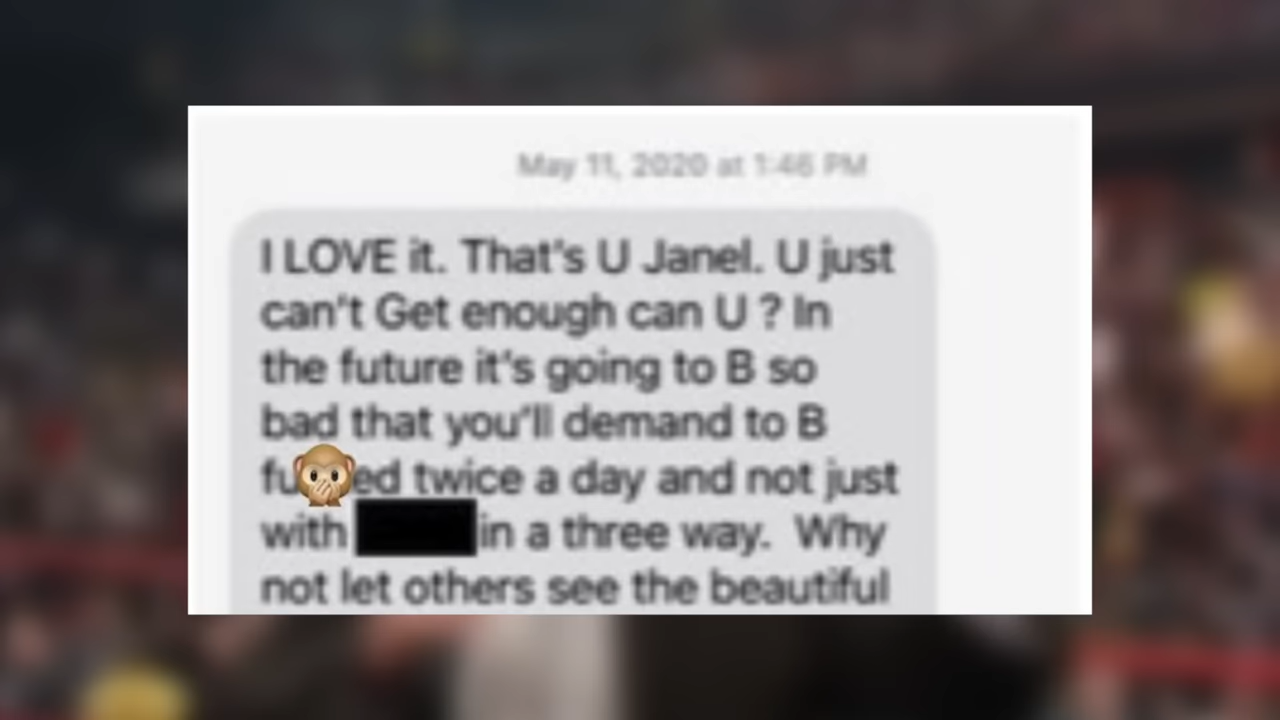 May 11, 2020 at 1:46 PM
I LOVE it. That's U Janel. U just
can't Get enough can U ? In
the future it's going to B so
bad that you'll demand to B
fu🙊ed twice a day and not just
with in a three way. Why
not let others see the beautiful